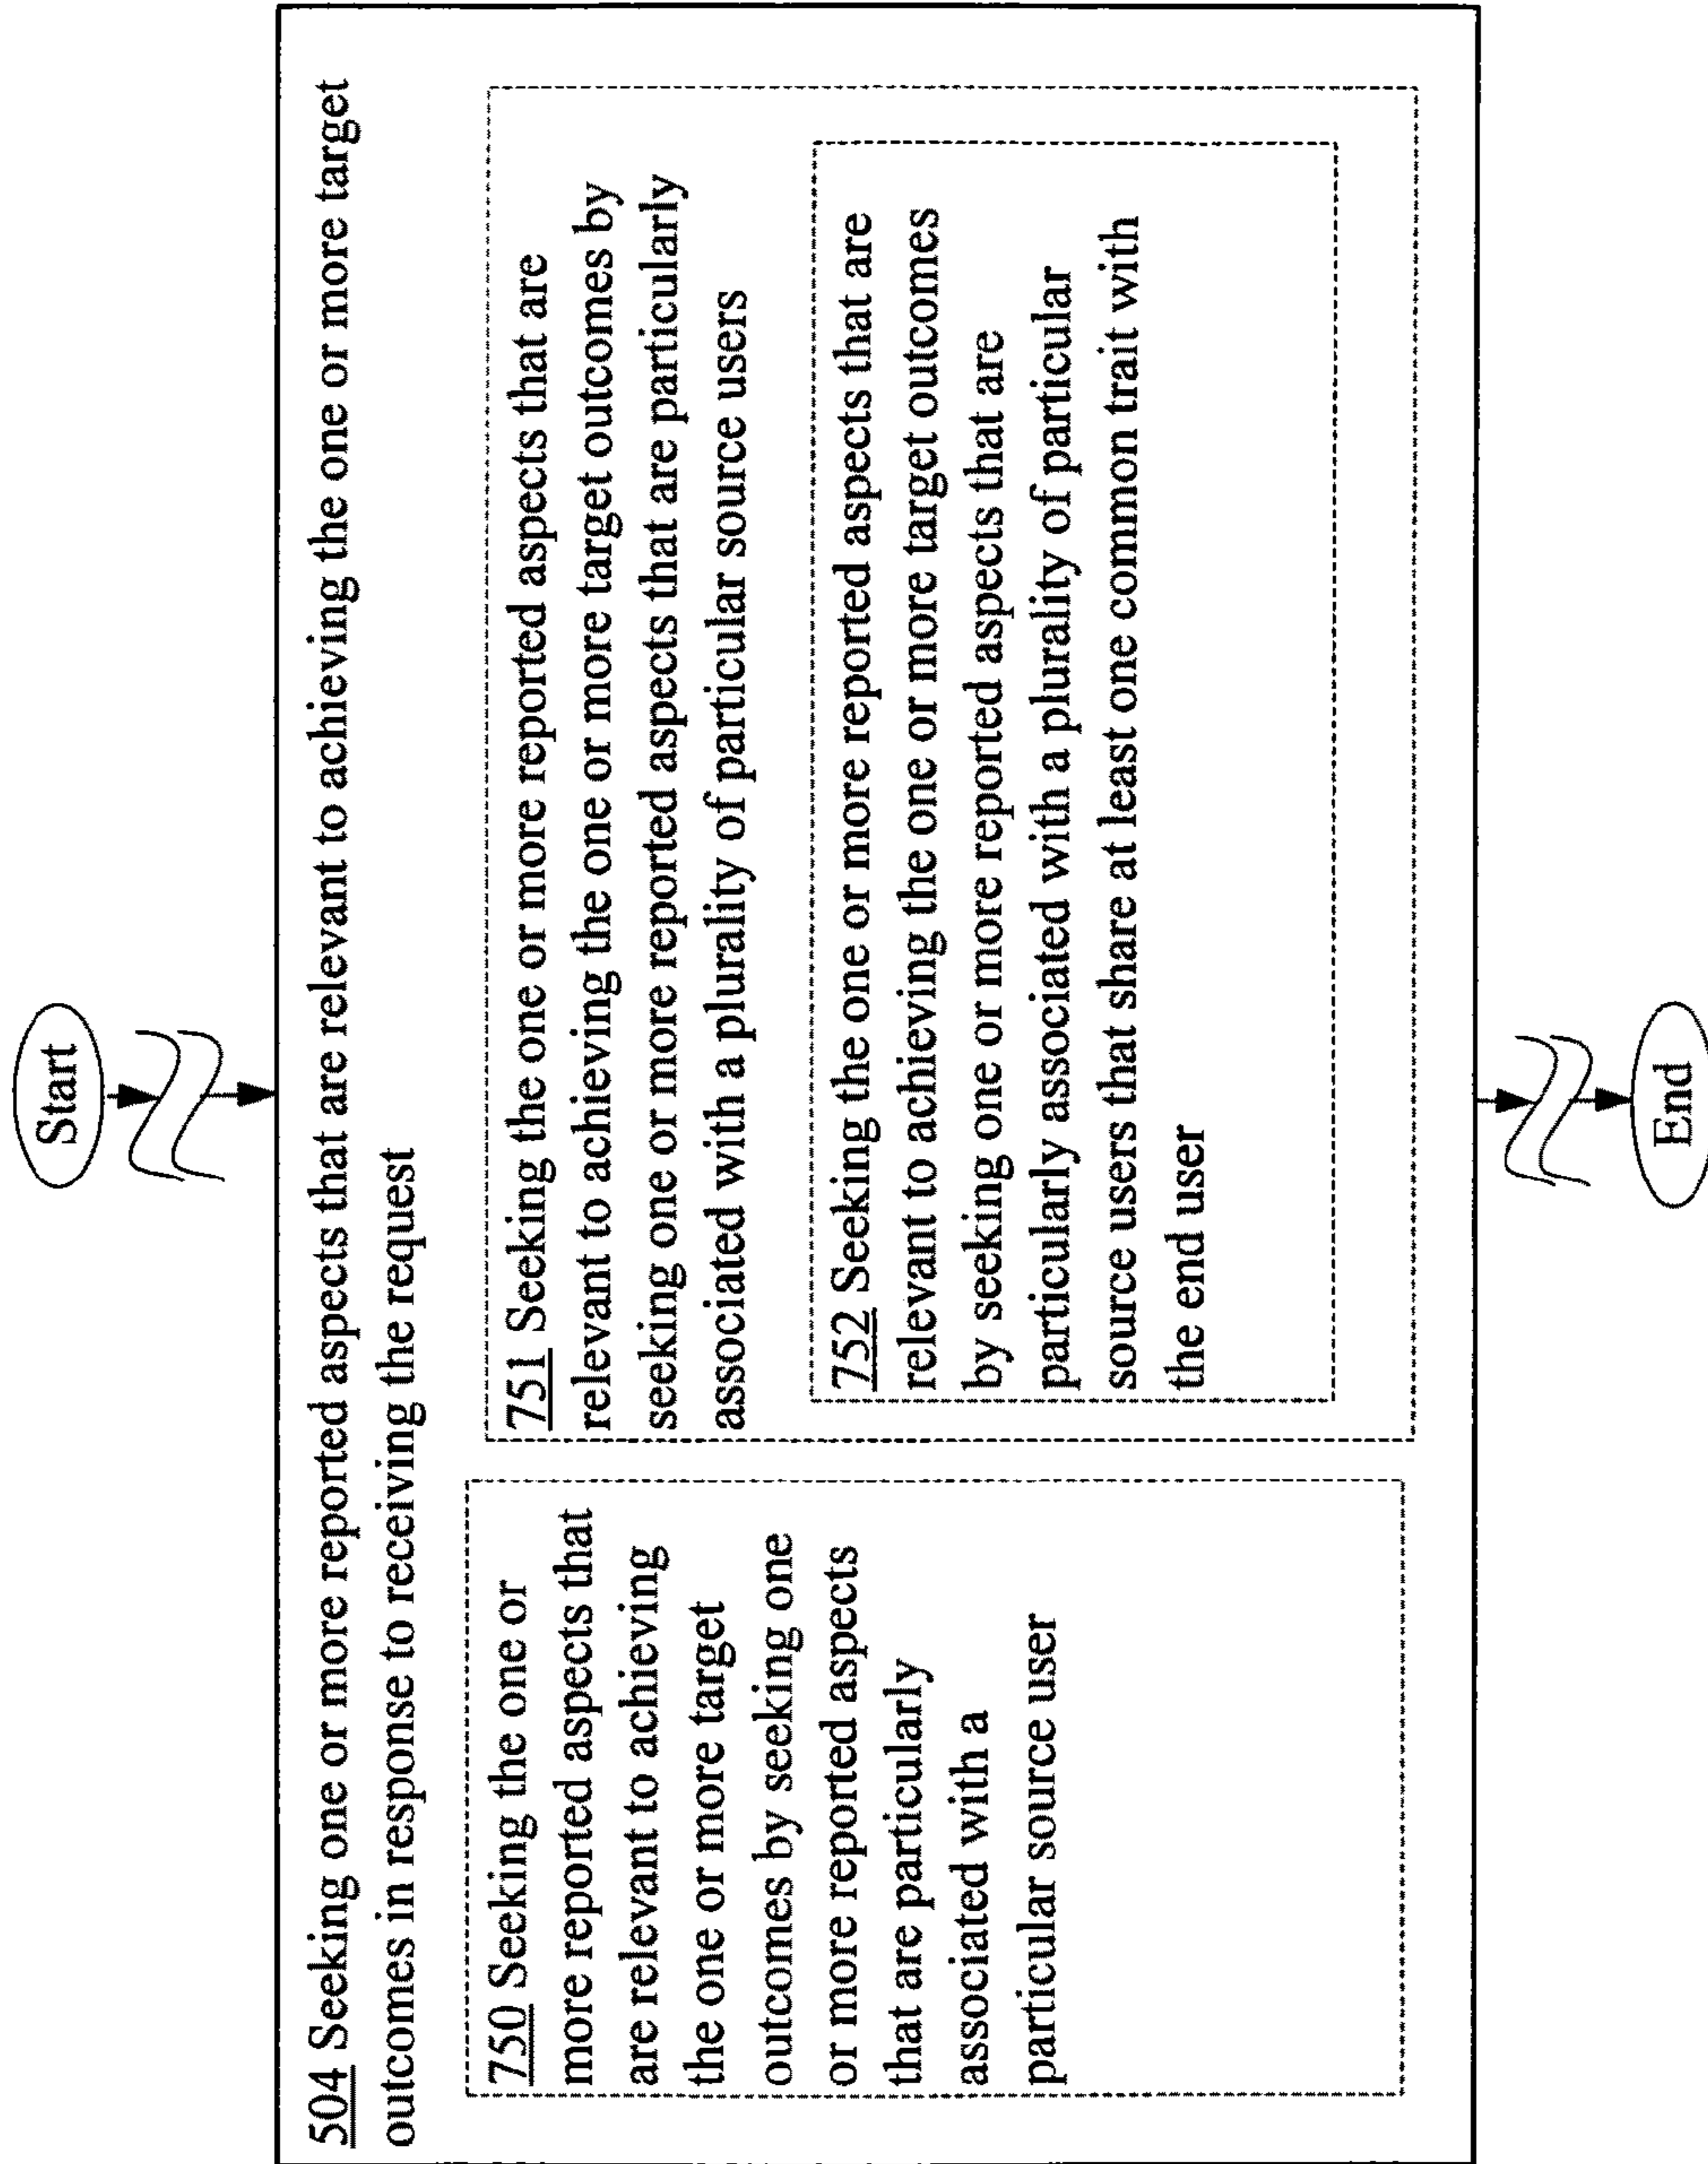 Start
504 Seeking one or more reported aspects that are relevant to achieving the one or more target
outcomes in response to receiving the request
750 Seeking the one or
more reported aspects that
are relevant to achieving
the one or more target
outcomes by seeking one
or more reported aspects
that are particularly
associated with a
particular source user
751 Seeking the one or more reported aspects that are
relevant to achieving the one or more target outcomes by
seeking one or more reported aspects that are particularly
associated with a plurality of particular source users
752 Seeking the one or more reported aspects that are
relevant to achieving the one or more target outcomes
by seeking one or more reported aspects that are
particularly associated with a plurality of particular
source users that share at least one common trait with
the end user
End